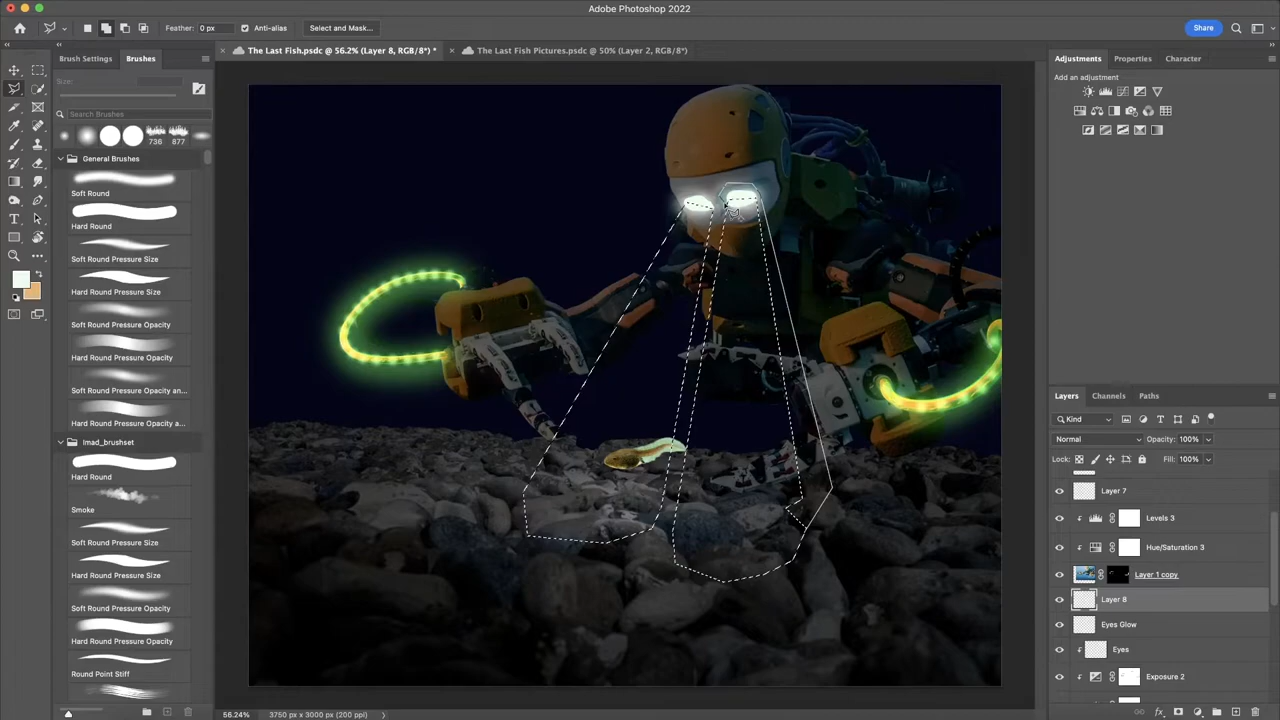 Adobe Photoshop 2022
Feather: 0 px
Anti-alias
Select and Mask...
Share
The Last Fish.psdc @ 56.2% (Layer 8, RGB/8*) *
The Last Fish Pictures.psdc @ 50% (Layer 2, RGB/8*)
Brush Settings
Brushes
Size:
Search Brushes
736
877
General Brushes
Soft Round
Hard Round
Soft Round Pressure Size
Hard Round Pressure Size
Soft Round Pressure Opacity
Hard Round Pressure Opacity
Soft Round Pressure Opacity an...
Hard Round Pressure Opacity a...
Imad_brushset
Hard Round
Smoke
Soft Round Pressure Size
Hard Round Pressure Size
Soft Round Pressure Opacity
Hard Round Pressure Opacity
Round Point Stiff
56.24%
3750 px x 3000 px (200 ppi)
Adjustments
Properties
Character
Add an adjustment
Layers
Channels
Paths
Kind
Normal
Opacity: 100%
Lock:
Fill: 100%
Layer 7
Levels 3
Hue/Saturation 3
Layer 1 copy
Layer 8
Eyes Glow
Eyes
Exposure 2
fx